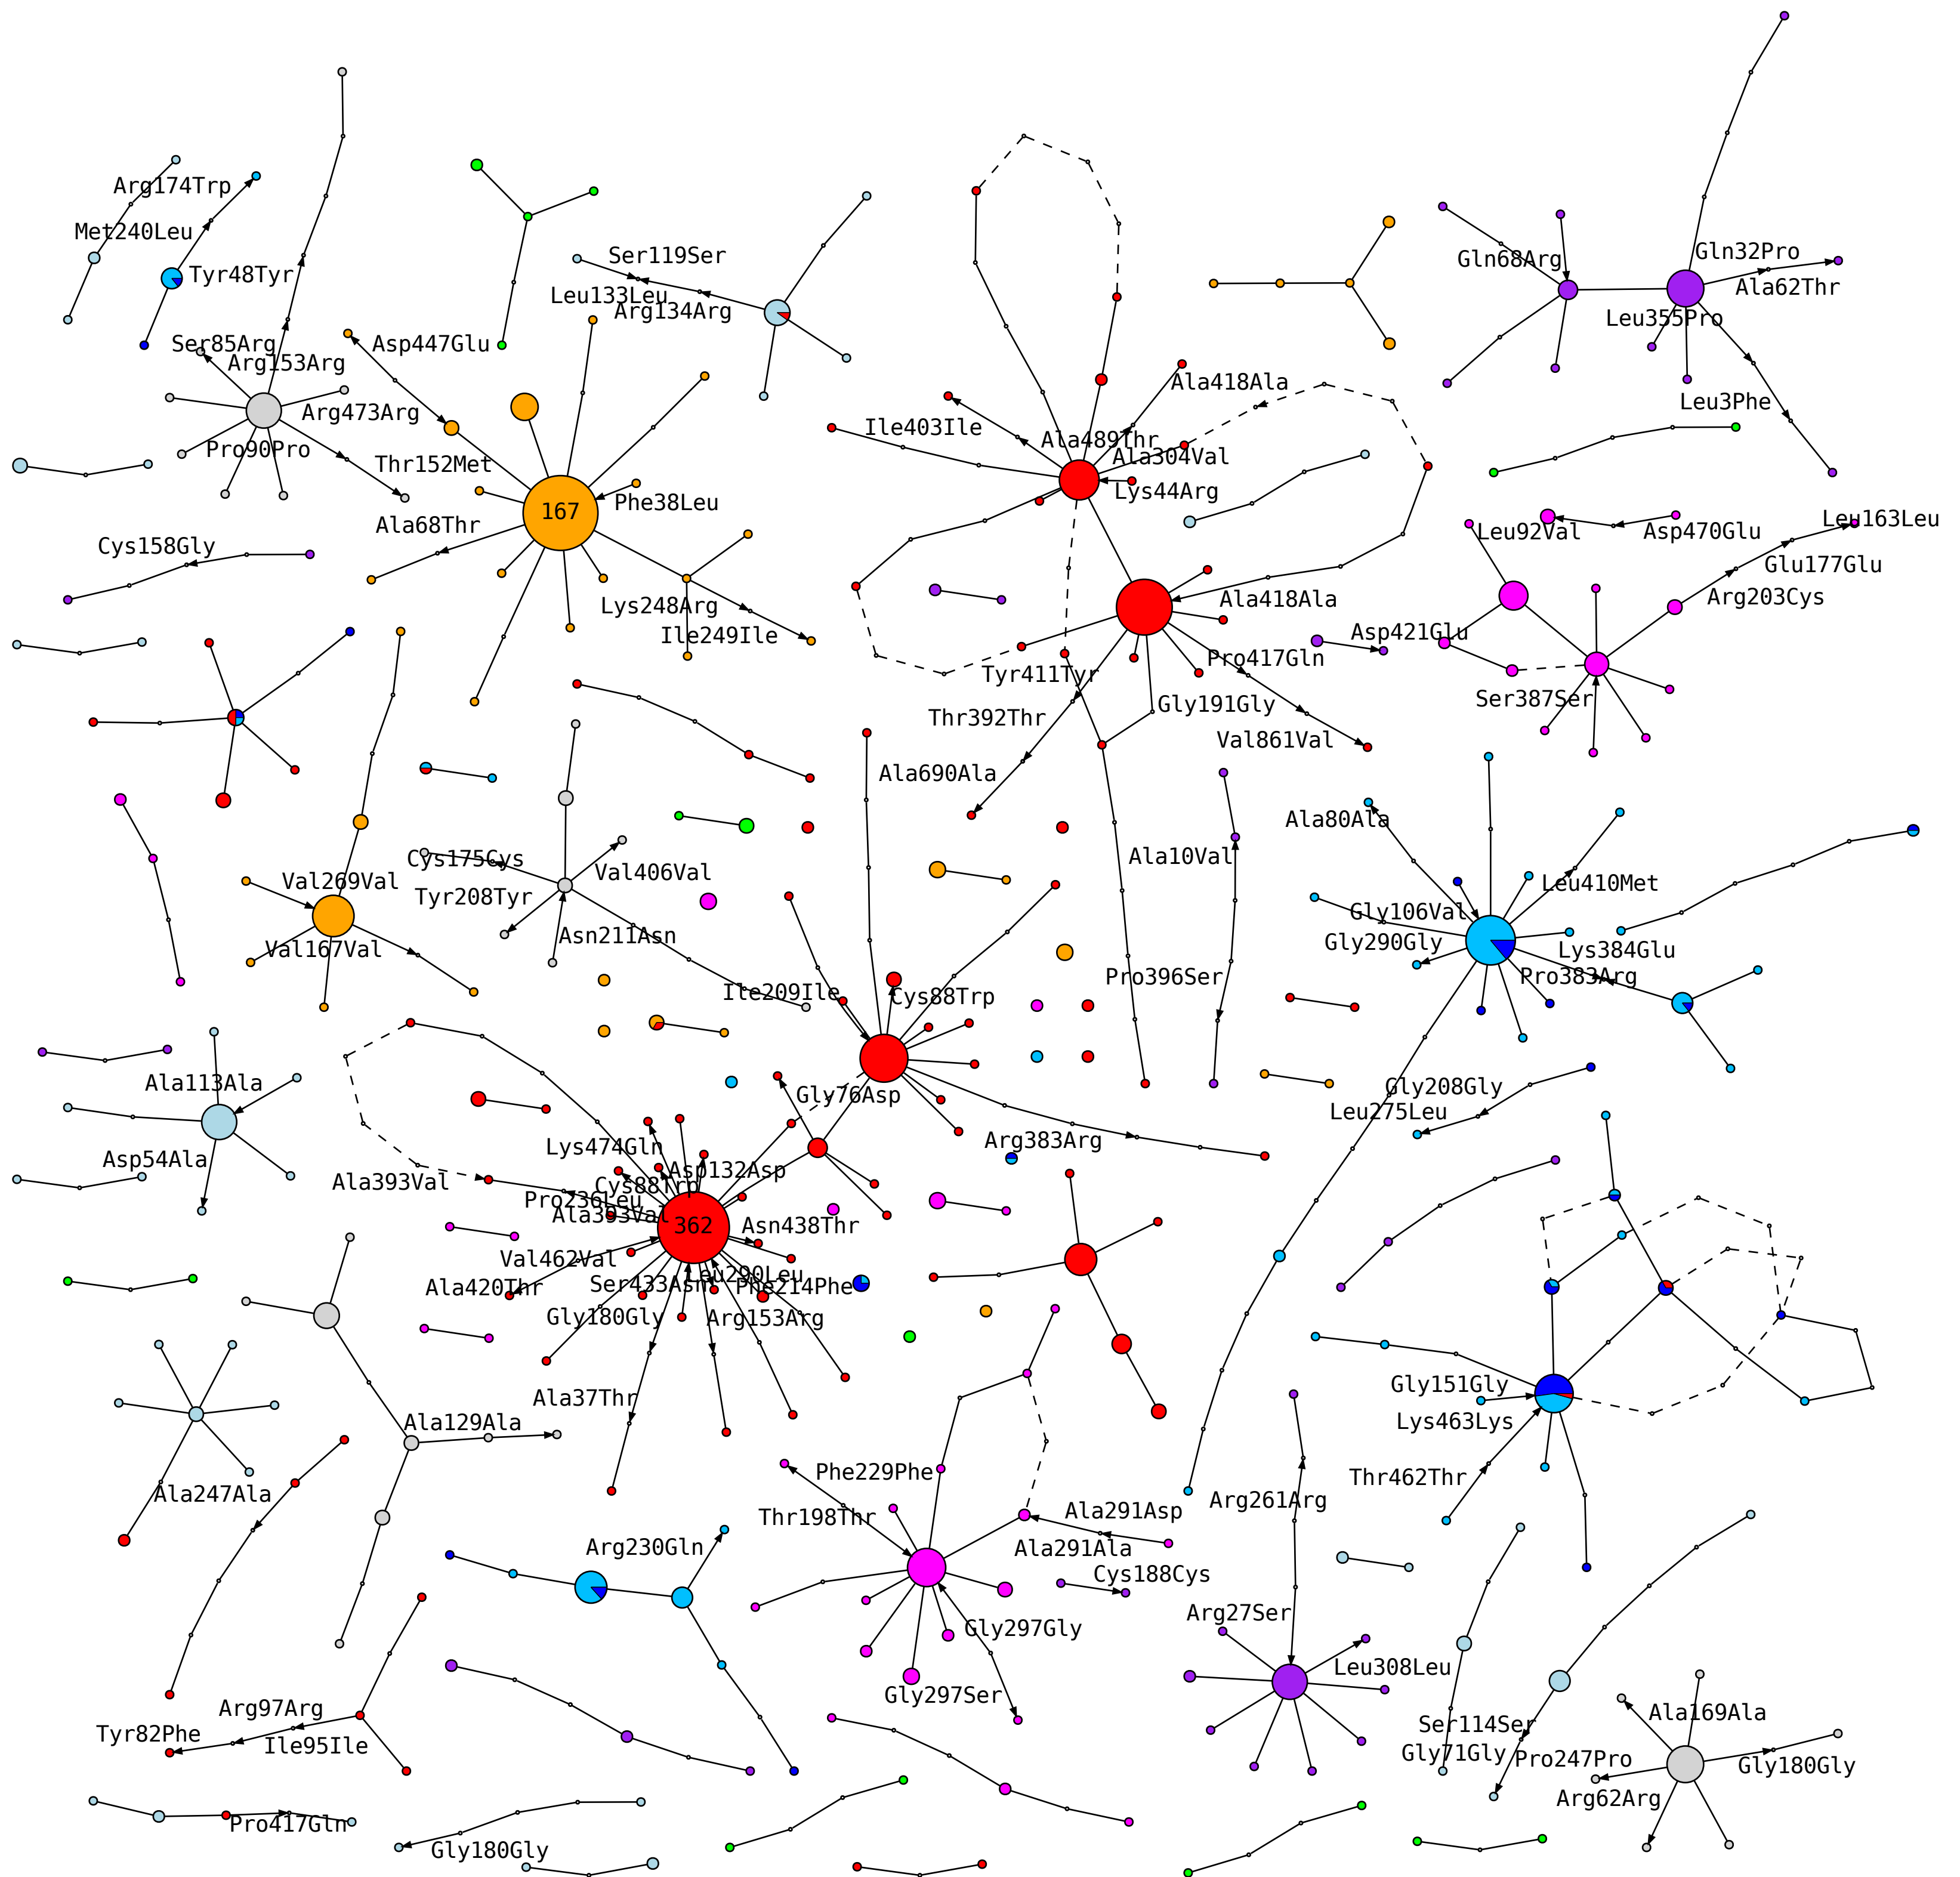 Arg174Trp
Met240Leu
Tyr48Tyr
Ser119Ser
Leu133Leu
Arg134Arg
Gln68Arg
Gln32Pro
Ala62Thr
Leu355Pro
Leu3Phe
Ser85Arg
Arg153Arg
Asp447Glu
Arg473Arg
Pro90Pro
Thr152Met
167
Phe38Leu
Ala68Thr
Ala418Ala
Ile403Ile
Ala489Thr
Ala304Val
Lys44Arg
Leu92Val
Asp470Glu
Leu163Leu
Glu177Glu
Arg203Cys
Cys158Gly
Lys248Arg
Ile249Ile
Ala418Ala
Asp421Glu
Pro417Gln
Tyr411Tyr
Thr392Thr
Gly191Gly
Val861Val
Ser387Ser
Ala690Ala
Ala80Ala
Ala10Val
Cys175Cys
Val406Val
Tyr208Tyr
Val269Val
Val167Val
Asn211Asn
Leu410Met
Gly106Val
Gly290Gly
Lys384Glu
Pro383Arg
Pro396Ser
Ile209Ile
Cys88Trp
Gly208Gly
Leu275Leu
Ala113Ala
Gly76Asp
Arg383Arg
Asp54Ala
Lys474Gln
Asp132Asp
Ala393Val
Cys88Trp
Pro236Leu
Ala393Val
362
Asn438Thr
Val462Val
Ala420Thr
Ser433Asn
Leu290Leu
Phe214Phe
Gly180Gly
Arg153Arg
Ala37Thr
Ala129Ala
Gly151Gly
Lys463Lys
Thr462Thr
Ala247Ala
Phe229Phe
Thr198Thr
Ala291Asp
Ala291Ala
Arg261Arg
Arg230Gln
Cys188Cys
Arg27Ser
Gly297Gly
Gly297Ser
Leu308Leu
Arg97Arg
Tyr82Phe
Ile95Ile
Ser114Ser
Gly71Gly
Pro247Pro
Ala169Ala
Gly180Gly
Arg62Arg
Pro417Gln
Gly180Gly